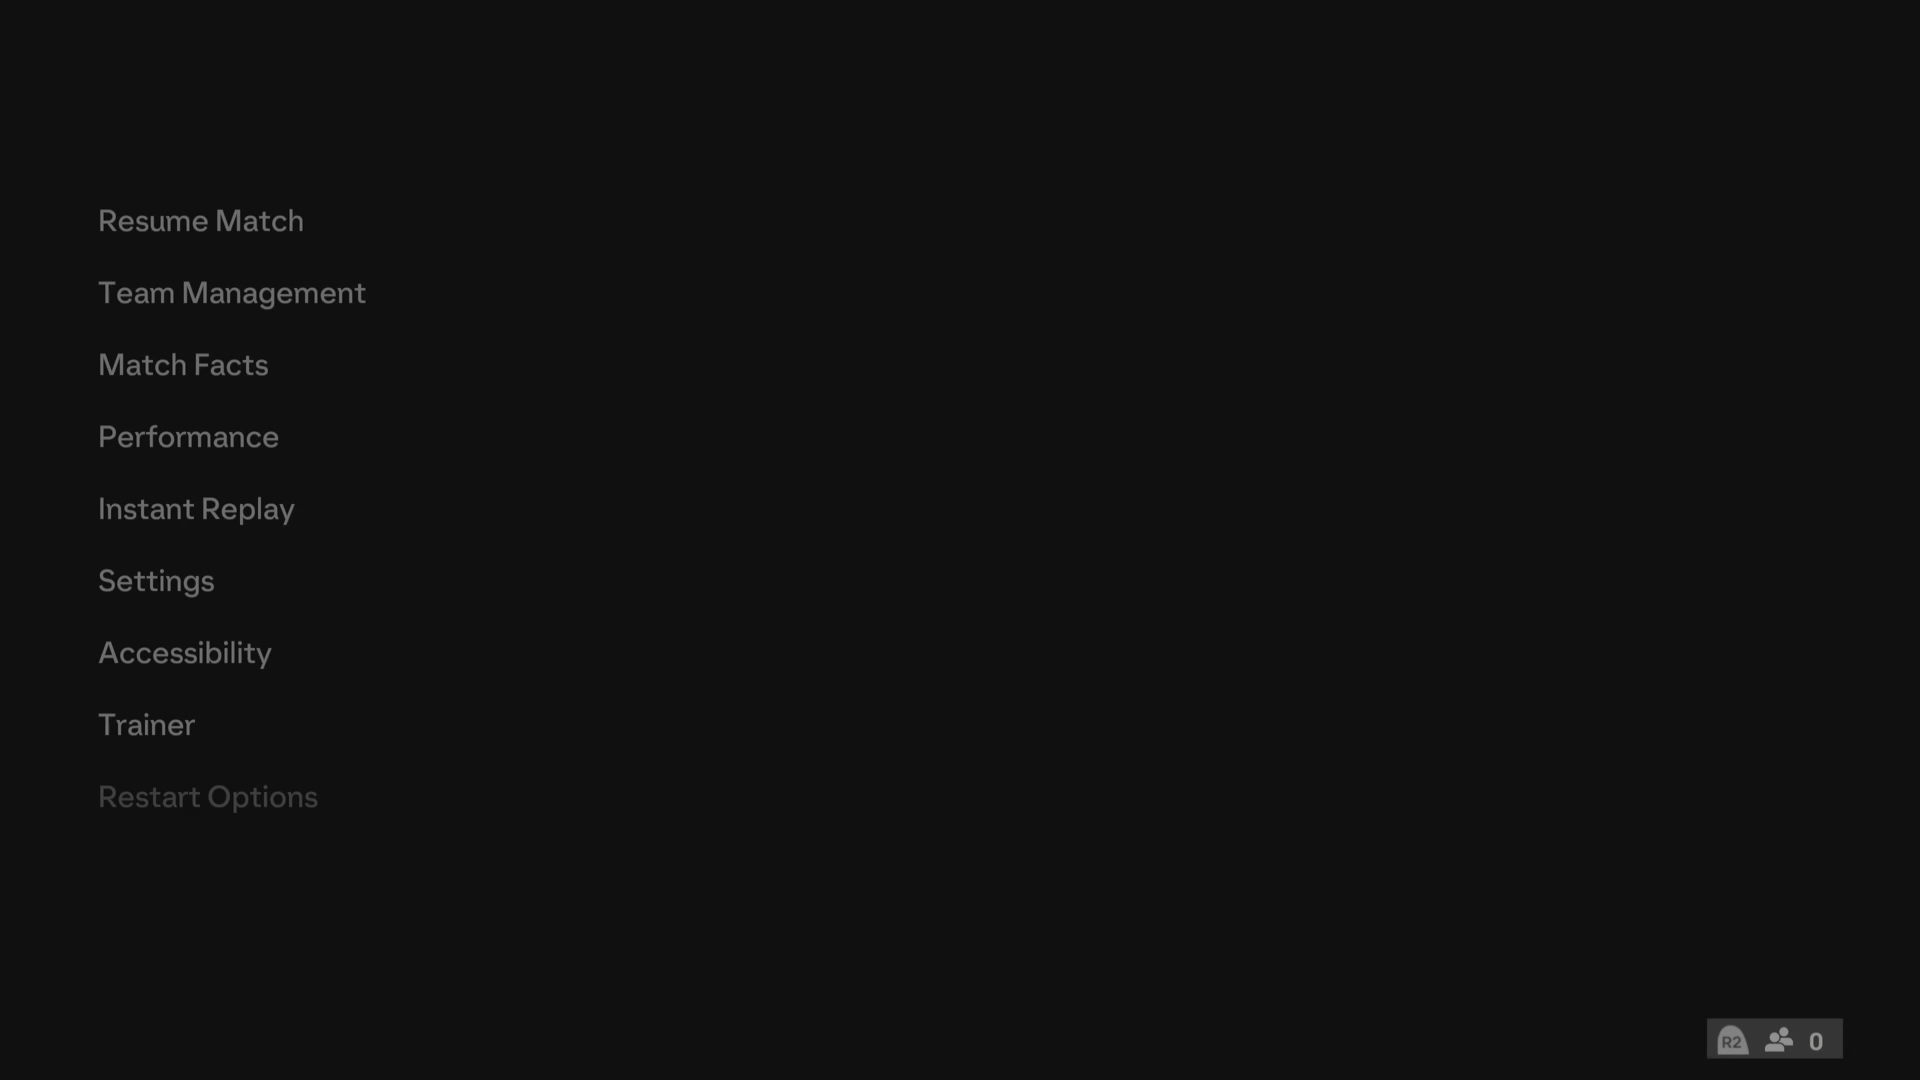 Resume Match
Team Management
Match Facts
Performance
Instant Replay
Settings
Accessibility
Trainer
Restart Options
R2 0